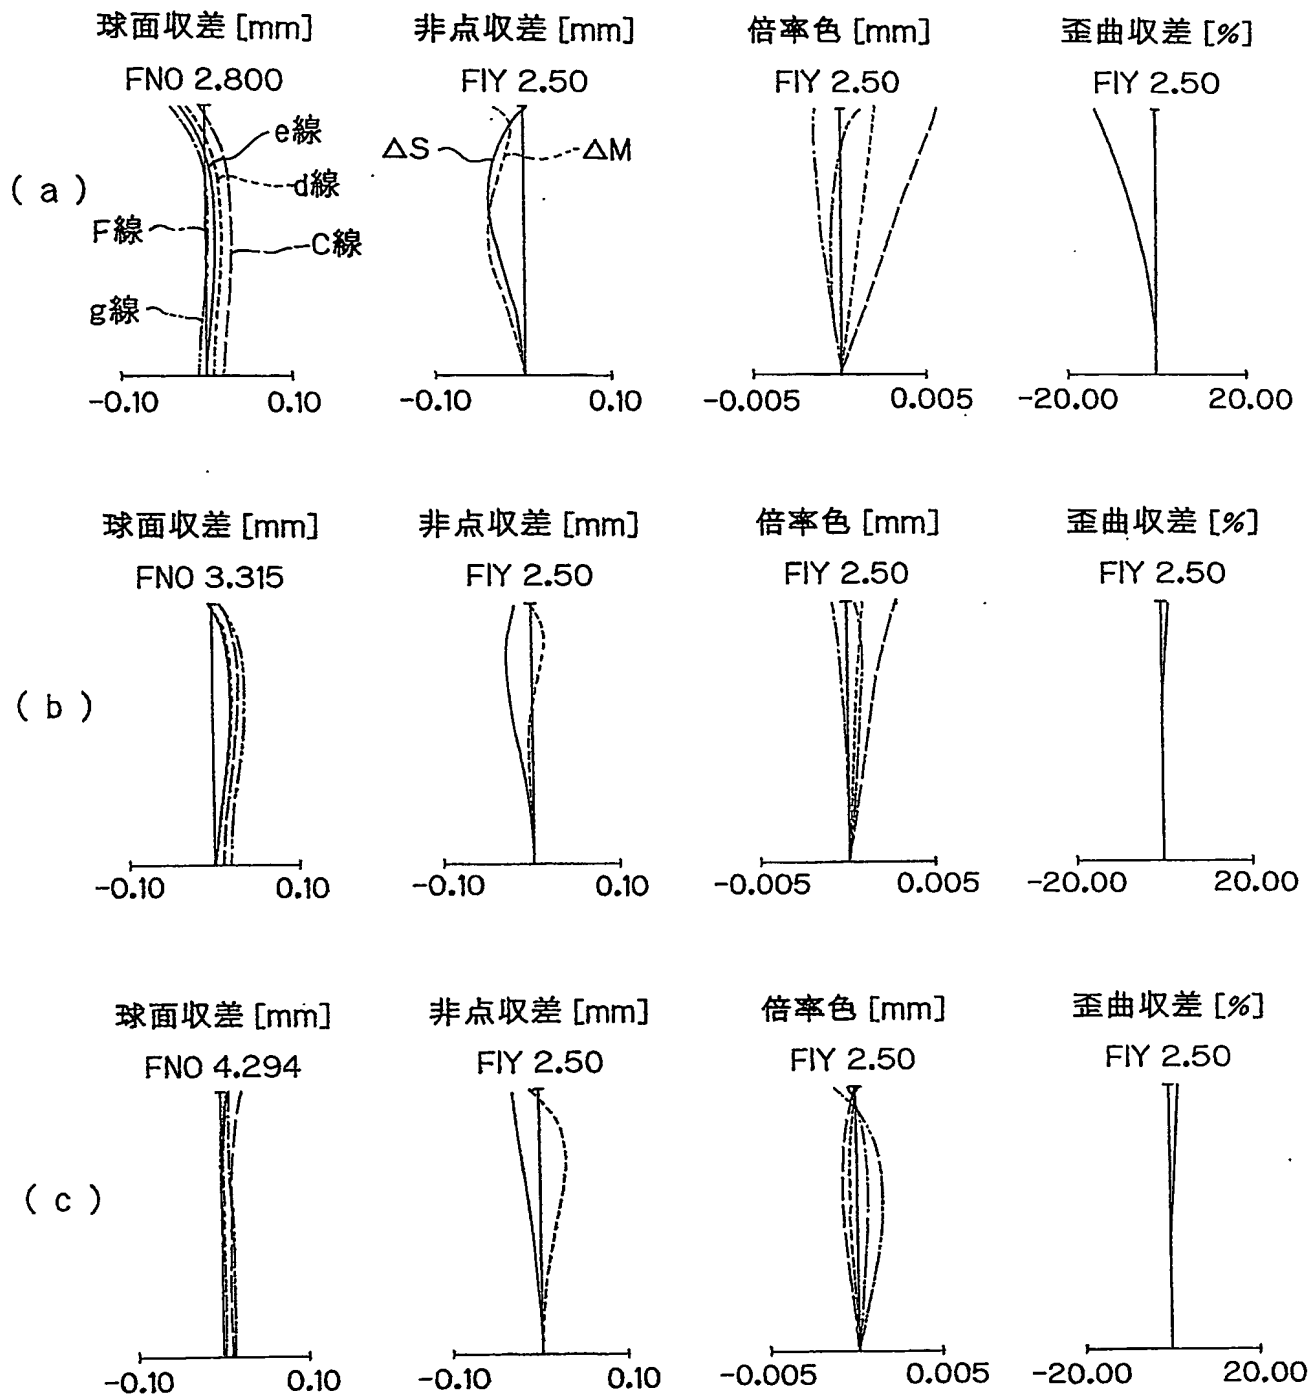 球面収差 [mm] 非点収差 [mm] 倍率色 [mm] 歪曲収差 [%]
FNO 2.800 FIY 2.50 FIY 2.50 FIY 2.50
(a)
e線
d線
F線
C線
g線
ΔS ΔM
-0.10 0.10 -0.10 0.10 -0.005 0.005 -20.00 20.00
球面収差 [mm] 非点収差 [mm] 倍率色 [mm] 歪曲収差 [%]
FNO 3.315 FIY 2.50 FIY 2.50 FIY 2.50
(b)
-0.10 0.10 -0.10 0.10 -0.005 0.005 -20.00 20.00
球面収差 [mm] 非点収差 [mm] 倍率色 [mm] 歪曲収差 [%]
FNO 4.294 FIY 2.50 FIY 2.50 FIY 2.50
(c)
-0.10 0.10 -0.10 0.10 -0.005 0.005 -20.00 20.00